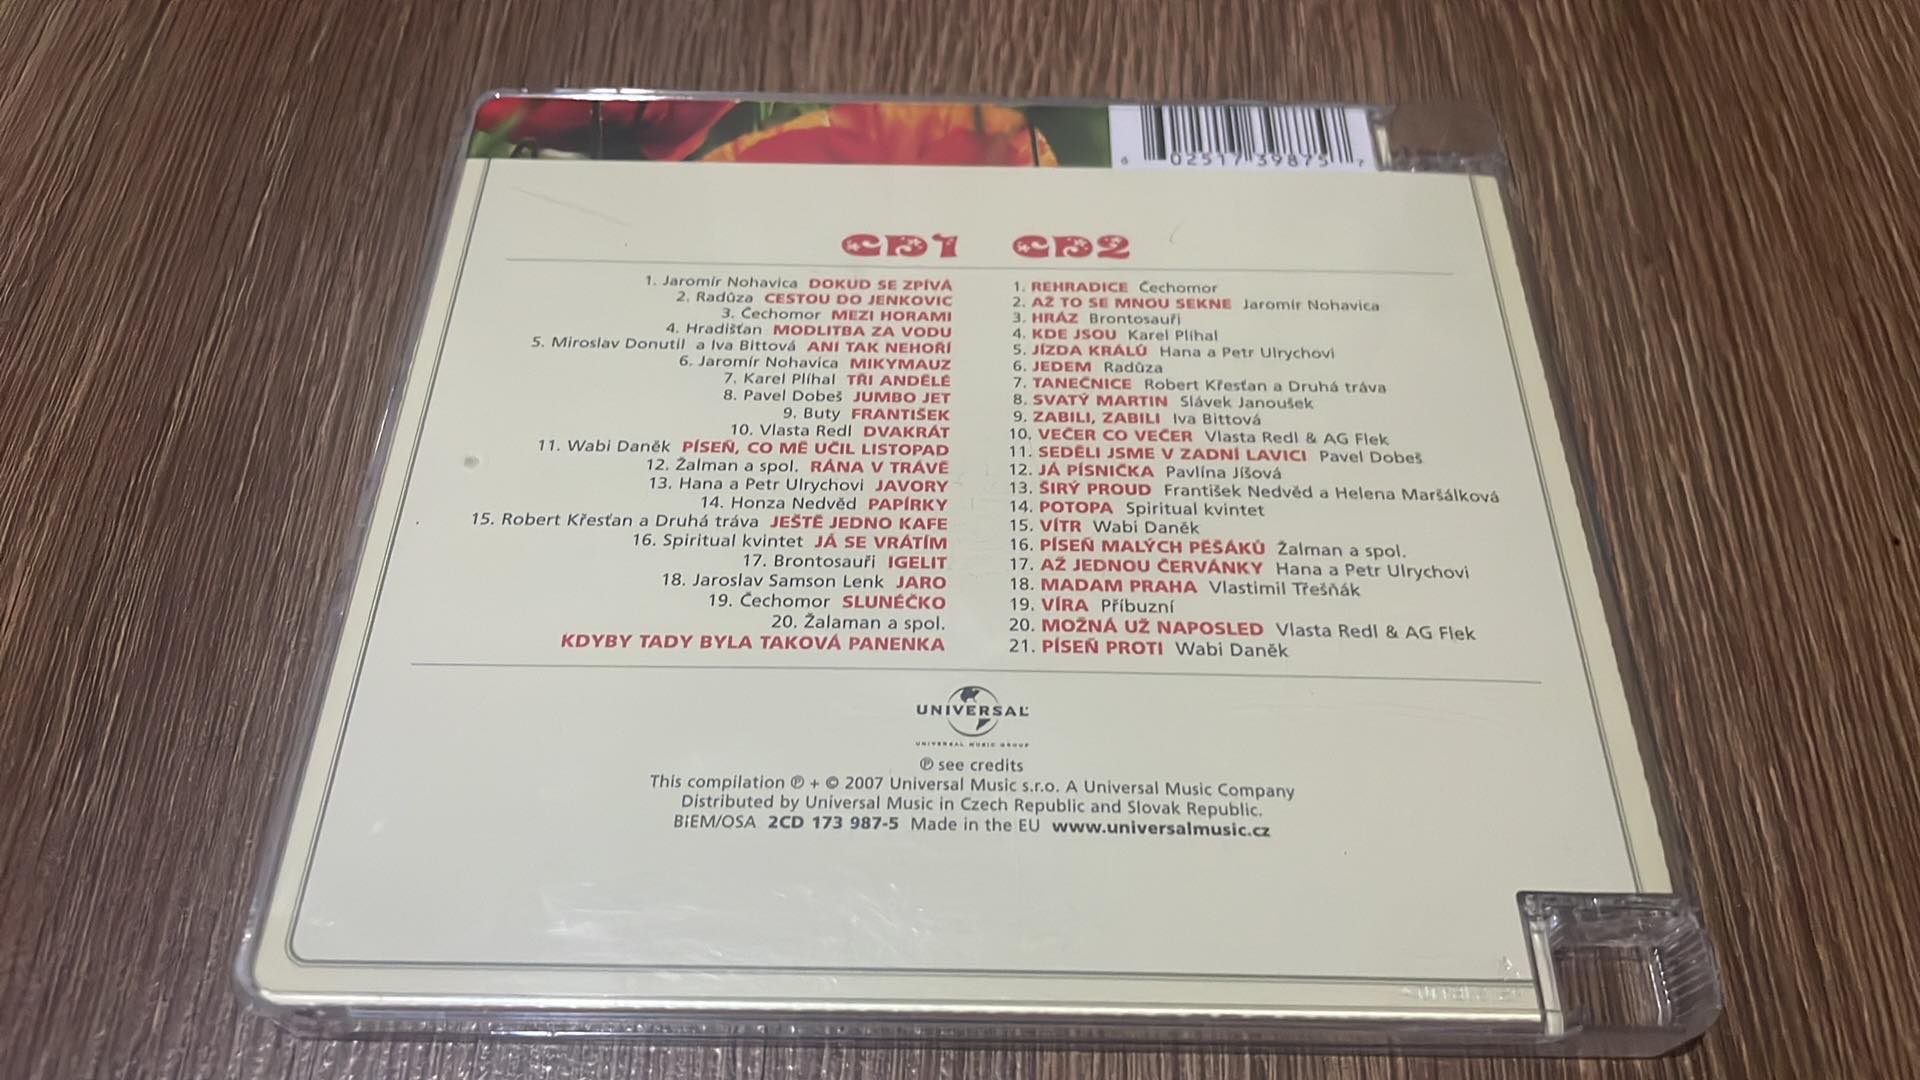 6 02517 39875 7
CD1
1. Jaromír Nohavica DOKUD SE ZPÍVÁ
2. Radůza CESTOU DO JENKOVIC
3. Čechomor MEZI HORAMI
4. Hradišťan MODLITBA ZA VODU
5. Miroslav Donutil a Iva Bittová ANI TAK NEHOŘÍ
6. Jaromír Nohavica MIKYMAUZ
7. Karel Plíhal TŘI ANDĚLÉ
8. Pavel Dobeš JUMBO JET
9. Buty FRANTIŠEK
10. Vlasta Redl DVAKRÁT
11. Wabi Daněk PÍSEŇ, CO MĚ UČIL LISTOPAD
12. Žalman a spol. RÁNA V TRÁVĚ
13. Hana a Petr Ulrychovi JAVORY
14. Honza Nedvěd PAPÍRKY
15. Robert Křesťan a Druhá tráva JEŠTĚ JEDNO KAFE
16. Spiritual kvintet JÁ SE VRÁTÍM
17. Brontosauři IGELIT
18. Jaroslav Samson Lenk JARO
19. Čechomor SLUNÉČKO
20. Žalaman a spol.
KDYBY TADY BYLA TAKOVÁ PANENKA
CD2
1. REHRADICE Čechomor
2. AŽ TO SE MNOU SEKNE Jaromír Nohavica
3. HRÁZ Brontosauři
4. KDE JSOU Karel Plíhal
5. JÍZDA KRÁLŮ Hana a Petr Ulrychovi
6. JEDEM Radůza
7. TANEČNICE Robert Křesťan a Druhá tráva
8. SVATÝ MARTIN Slávek Janoušek
9. ZABILI, ZABILI Iva Bittová
10. VEČER CO VEČER Vlasta Redl & AG Flek
11. SEDĚLI JSME V ZADNÍ LAVICI Pavel Dobeš
12. JÁ PÍSNIČKA Pavlína Jíšová
13. ŠIRÝ PROUD František Nedvěd a Helena Maršálková
14. POTOPA Spiritual kvintet
15. VÍTR Wabi Daněk
16. PÍSEŇ MALÝCH PĚŠÁKŮ Žalman a spol.
17. AŽ JEDNOU ČERVÁNKY Hana a Petr Ulrychovi
18. MADAM PRAHA Vlastimil Třešňák
19. VÍRA Příbuzní
20. MOŽNÁ UŽ NAPOSLED Vlasta Redl & AG Flek
21. PÍSEŇ PROTI Wabi Daněk
UNIVERSAL
UNIVERSAL MUSIC GROUP
℗ see credits
This compilation ℗ + © 2007 Universal Music s.r.o. A Universal Music Company
Distributed by Universal Music in Czech Republic and Slovak Republic.
BIEM/OSA 2CD 173 987-5 Made in the EU www.universalmusic.cz